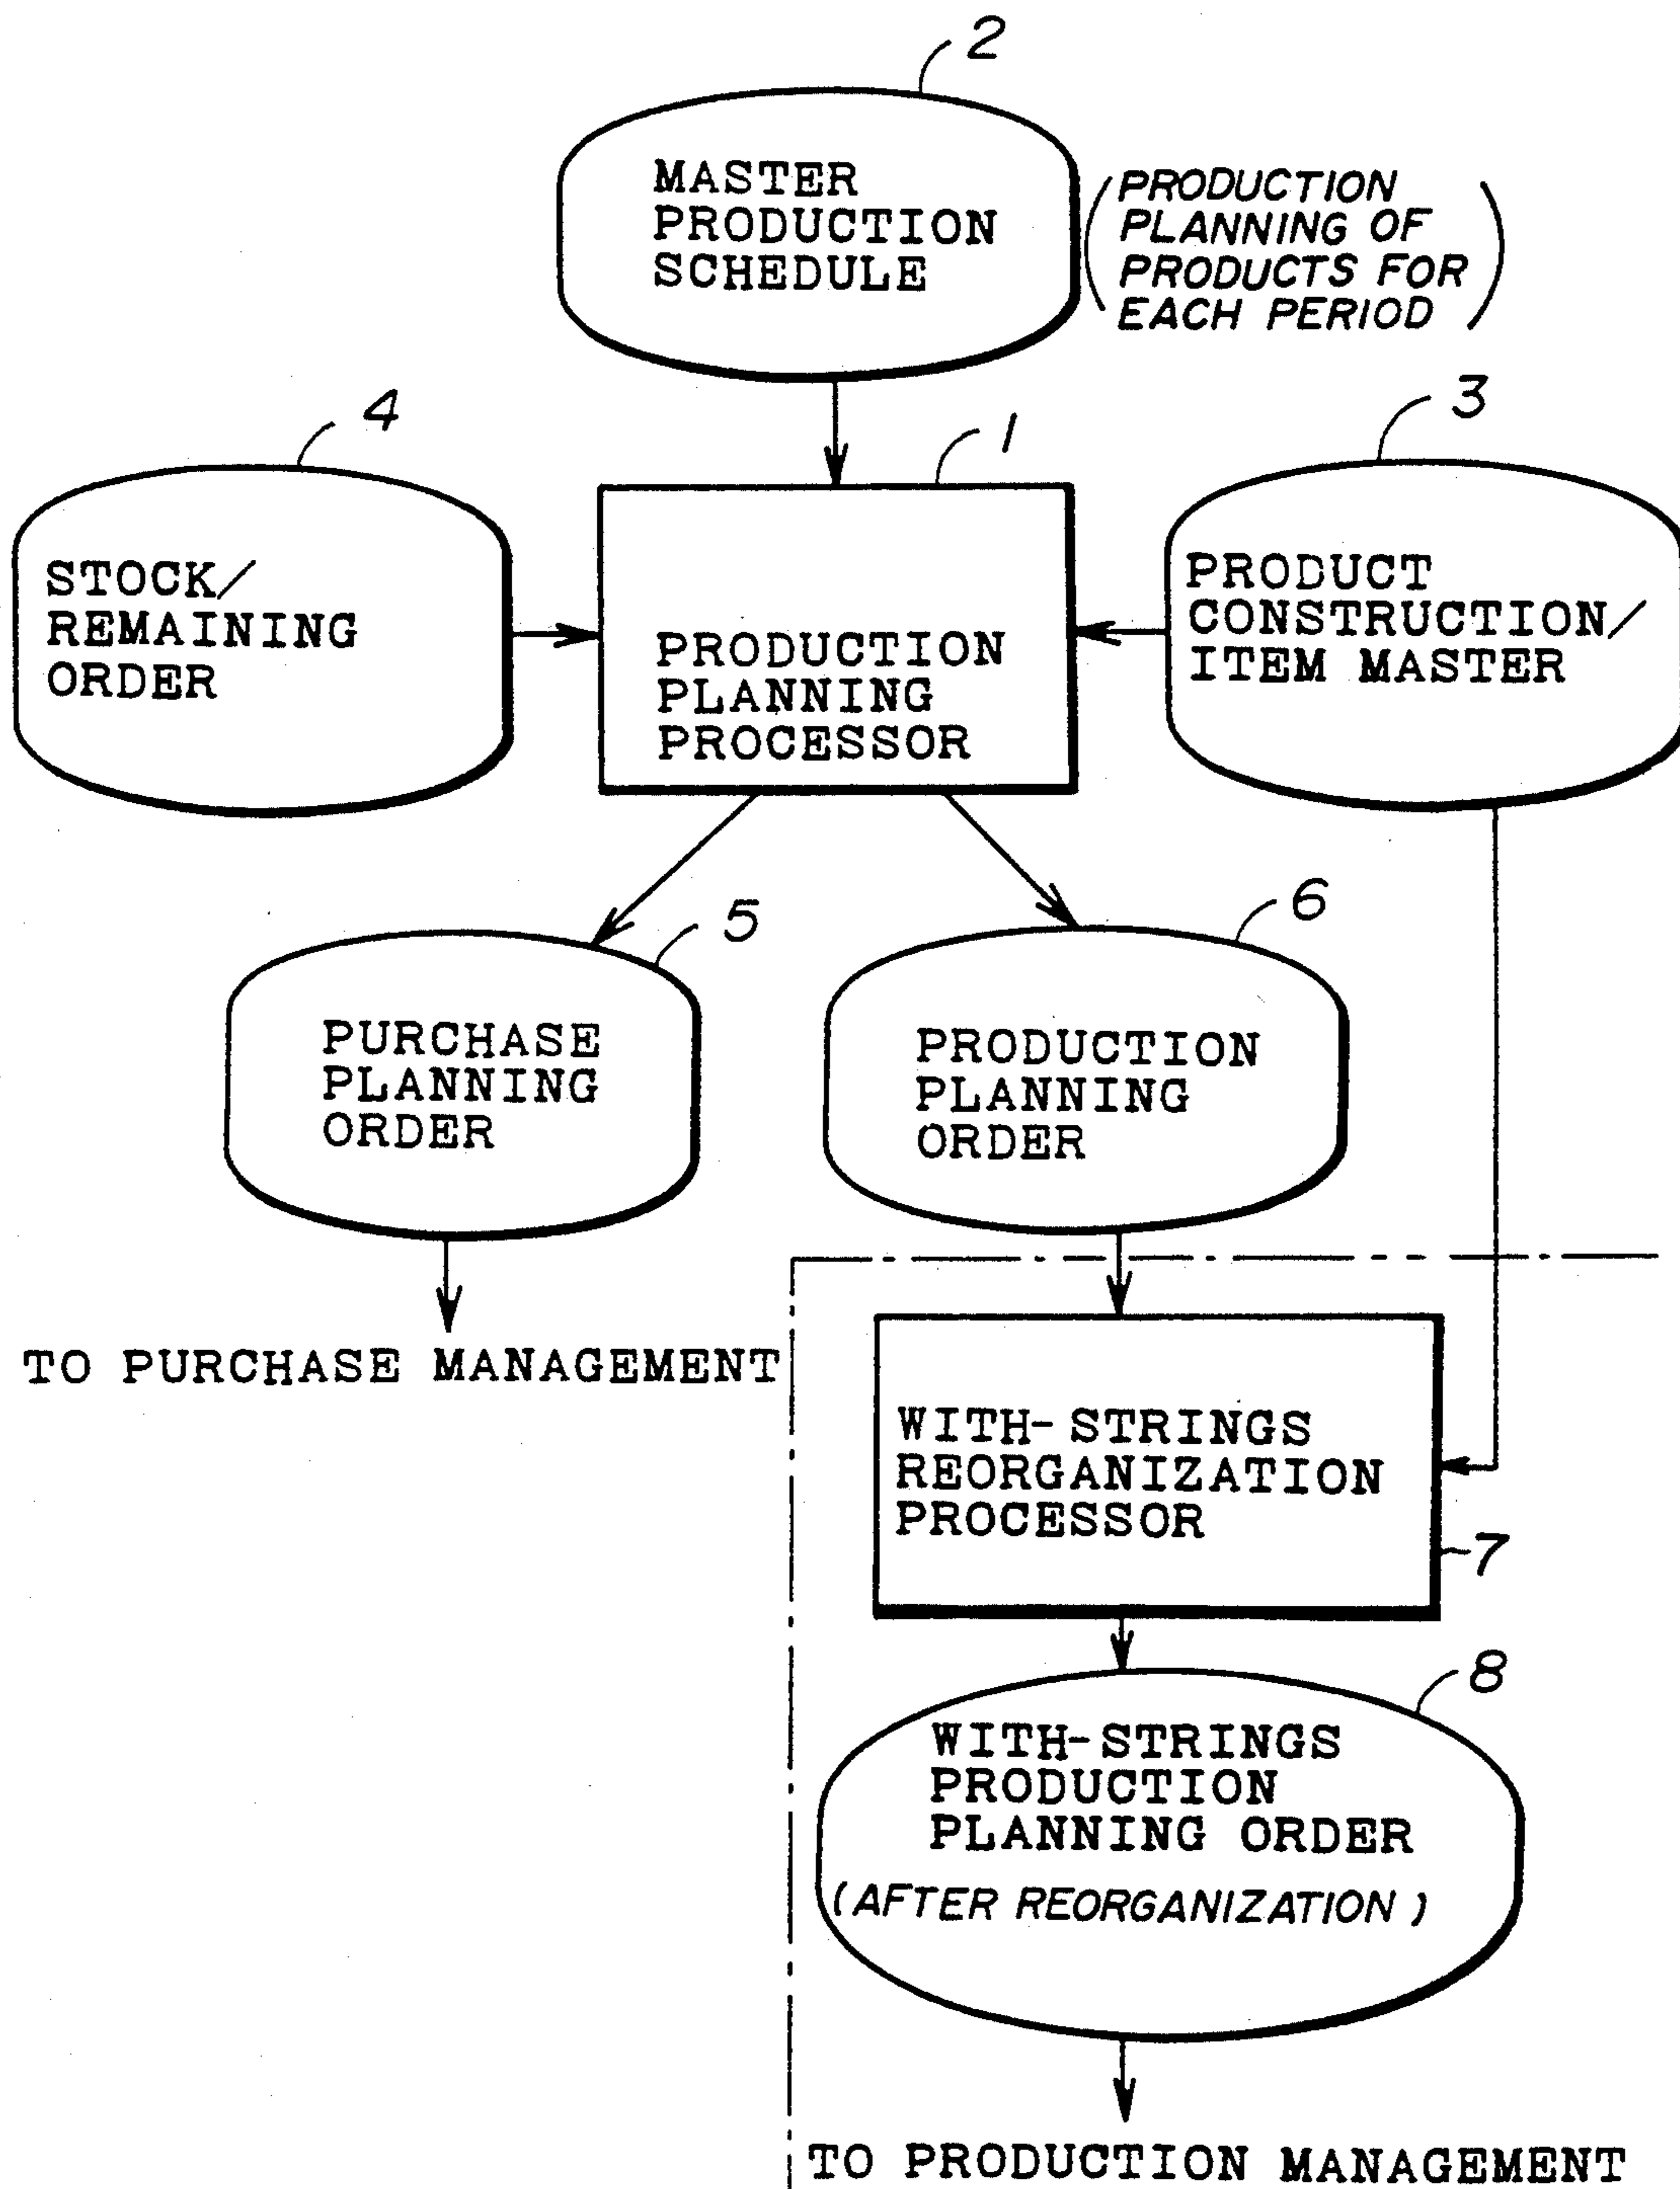 2
MASTER
PRODUCTION
SCHEDULE
(PRODUCTION
PLANNING OF
PRODUCTS FOR
EACH PERIOD)
4
1
3
STOCK/
REMAINING
ORDER
PRODUCTION
PLANNING
PROCESSOR
PRODUCT
CONSTRUCTION/
ITEM MASTER
5
6
PURCHASE
PLANNING
ORDER
PRODUCTION
PLANNING
ORDER
TO PURCHASE MANAGEMENT
WITH-STRINGS
REORGANIZATION
PROCESSOR
7
8
WITH-STRINGS
PRODUCTION
PLANNING ORDER
(AFTER REORGANIZATION)
TO PRODUCTION MANAGEMENT